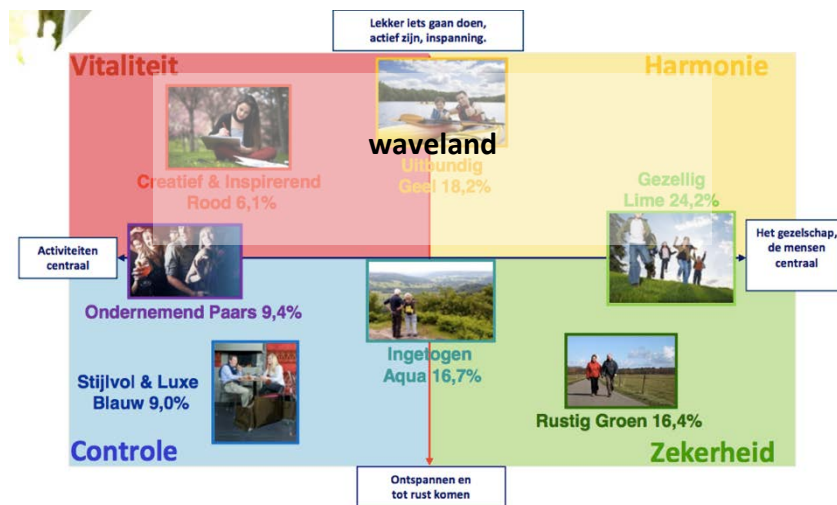 Lekker iets gaan doen,
actief zijn, inspanning.
Vitaliteit
Harmonie
waveland
Creatief & Inspirerend
Rood 6,1%
Uitbundig
Geel 18,2%
Gezellig
Lime 24,2%
Activiteiten
centraal
Het gezelschap,
de mensen
centraal
Ondernemend Paars 9,4%
Ingetogen
Aqua 16,7%
Stijlvol & Luxe
Blauw 9,0%
Rustig Groen 16,4%
Controle
Zekerheid
Ontspannen en
tot rust komen